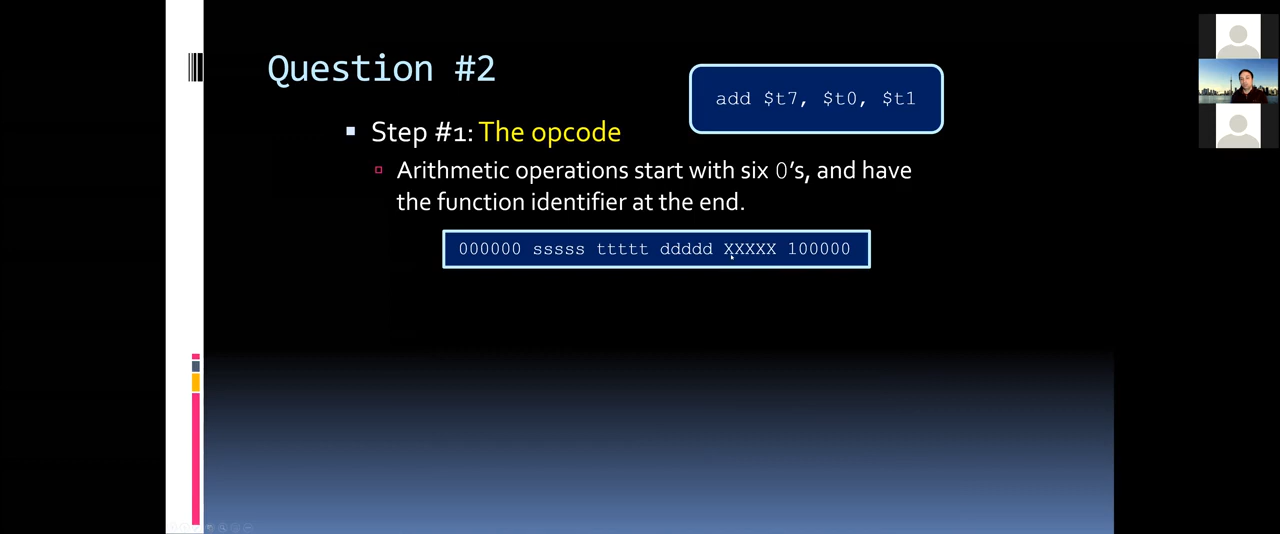 Question #2
add $t7, $t0, $t1
Step #1: The opcode
Arithmetic operations start with six 0's, and have
the function identifier at the end.
000000 sssss ttttt ddddd XXXXX 100000